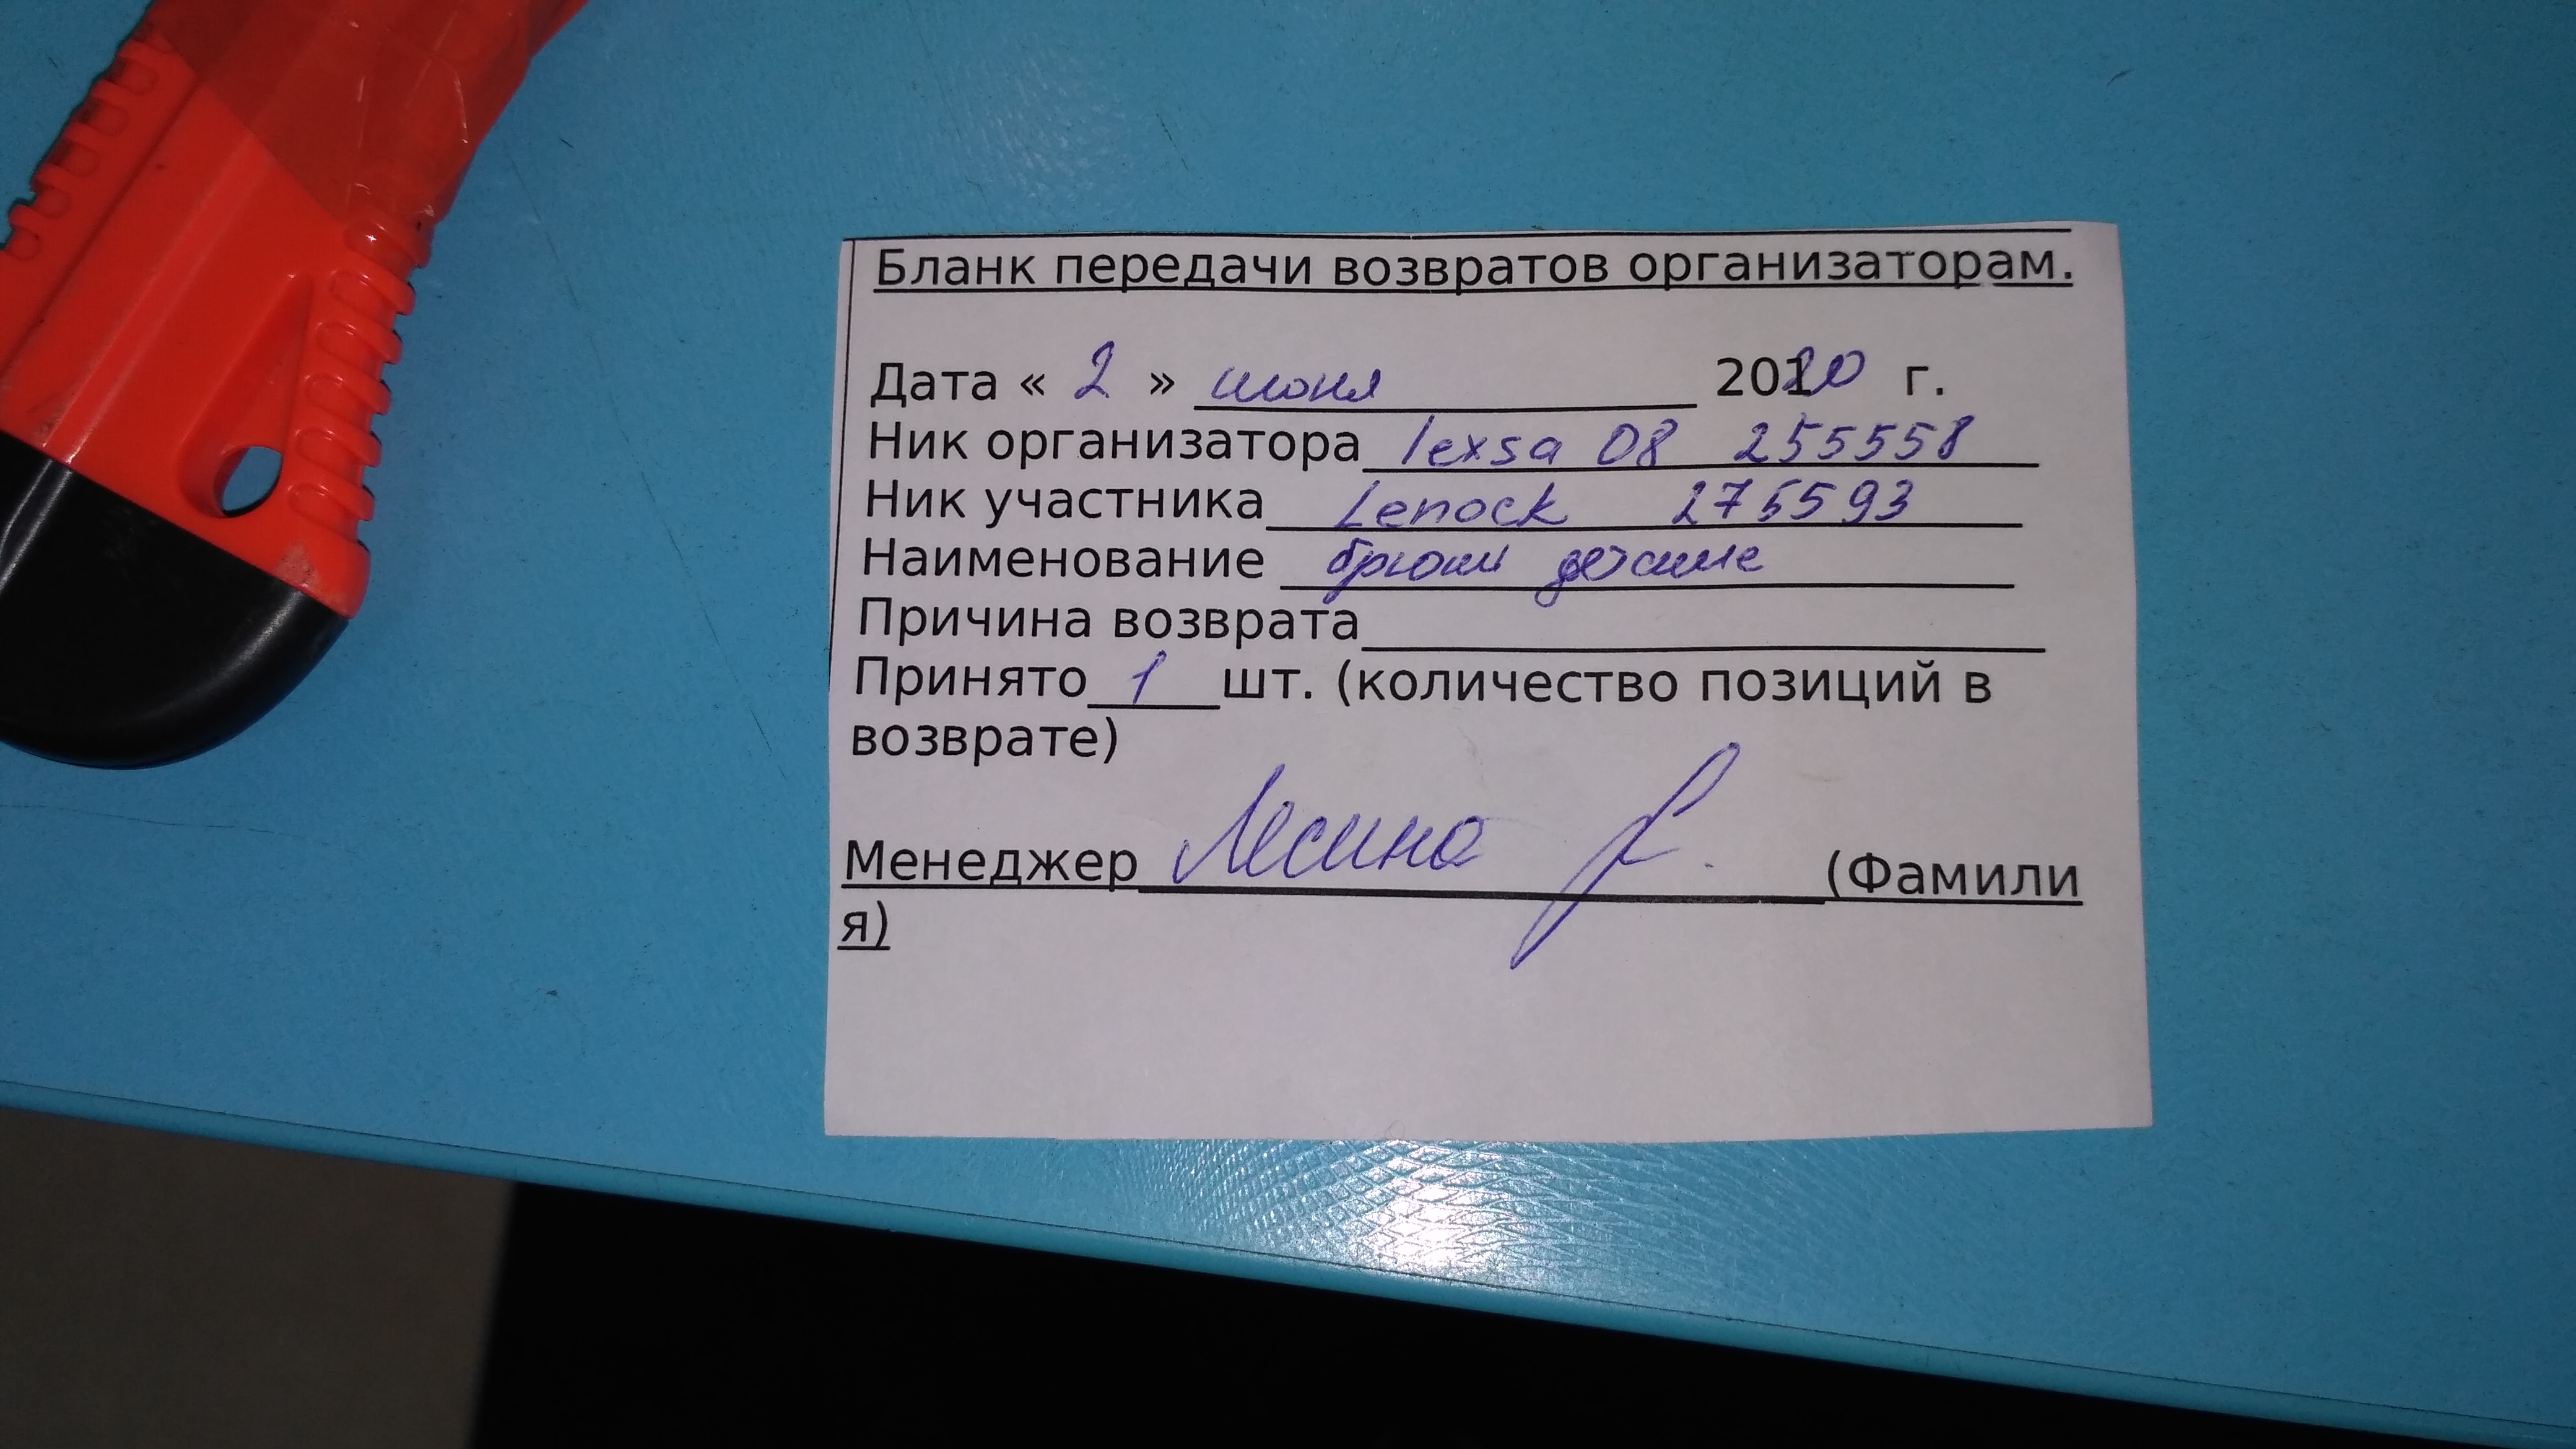 Бланк передачи возвратов организаторам.
Дата « 2 » июня 2020 г.
Ник организатора lexsa 08 255558
Ник участника Lenock 275593
Наименование брюки детские
Причина возврата
Принято 1 шт. (количество позиций в
возврате)
Менеджер Лесина (Фамили
я)